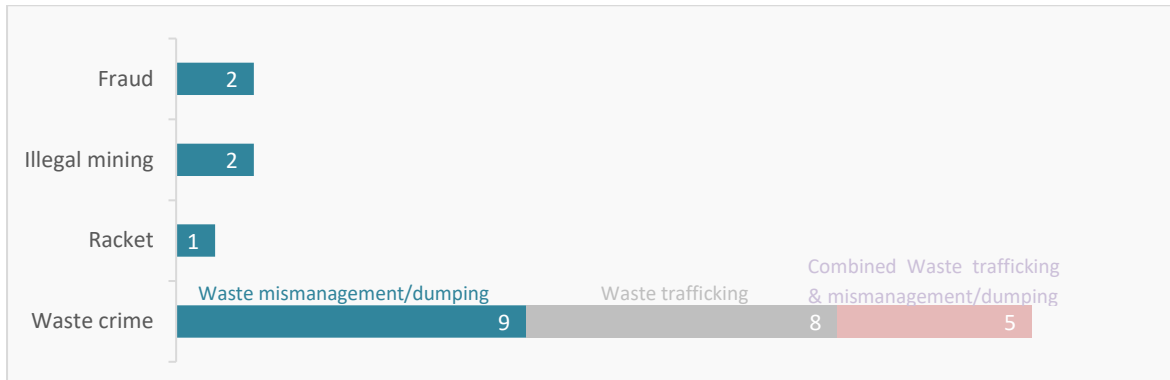 Fraud 2
Illegal mining 2
Racket 1
Combined Waste trafficking
& mismanagement/dumping
Waste mismanagement/dumping Waste trafficking
Waste crime 9 8 5